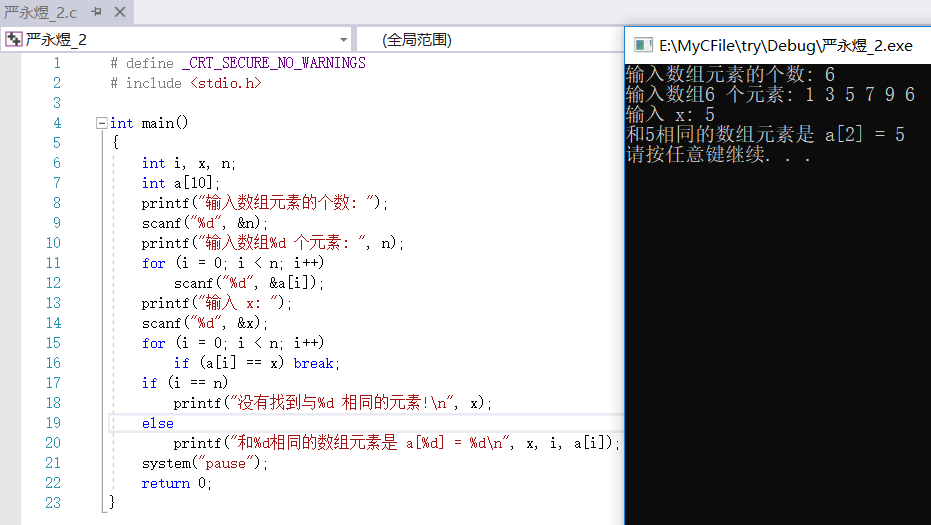 严永煜_2.c
严永煜_2
(全局范围)
1 # define _CRT_SECURE_NO_WARNINGS
2 # include <stdio.h>
3
4 int main()
5 {
6 int i, x, n;
7 int a[10];
8 printf("输入数组元素的个数: ");
9 scanf("%d", &n);
10 printf("输入数组%d 个元素: ", n);
11 for (i = 0; i < n; i++)
12 scanf("%d", &a[i]);
13 printf("输入 x: ");
14 scanf("%d", &x);
15 for (i = 0; i < n; i++)
16 if (a[i] == x) break;
17 if (i == n)
18 printf("没有找到与%d 相同的元素!\n", x);
19 else
20 printf("和%d相同的数组元素是 a[%d] = %d\n", x, i, a[i]);
21 system("pause");
22 return 0;
23 }
E:\MyCFile\try\Debug\严永煜_2.exe
输入数组元素的个数: 6
输入数组6 个元素: 1 3 5 7 9 6
输入 x: 5
和5相同的数组元素是 a[2] = 5
请按任意键继续. . .